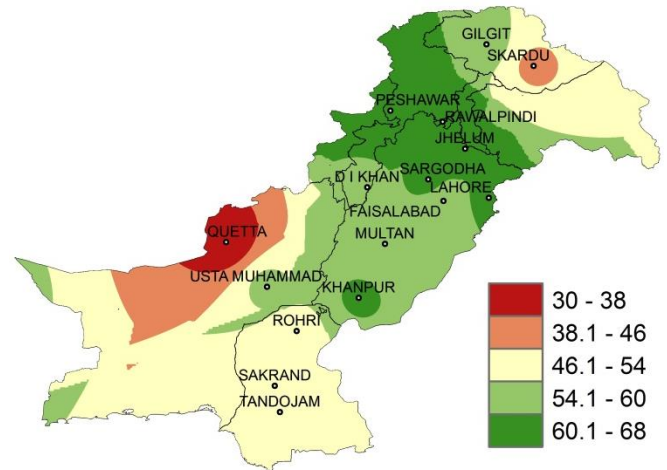 GILGIT
SKARDU
PESHAWAR
RAWALPINDI
JHELUM
SARGODHA
D I KHAN
LAHORE
FAISALABAD
QUETTA
MULTAN
USTA MUHAMMAD
KHANPUR
ROHRI
SAKRAND
TANDOJAM
30 - 38
38.1 - 46
46.1 - 54
54.1 - 60
60.1 - 68